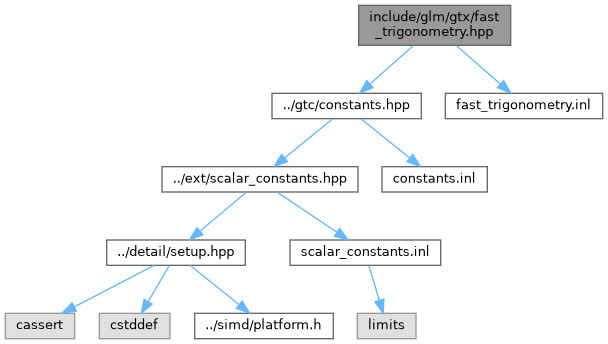 include/glm/gtx/fast
_trigonometry.hpp
../gtc/constants.hpp
fast_trigonometry.inl
../ext/scalar_constants.hpp
constants.inl
../detail/setup.hpp
scalar_constants.inl
cassert
cstddef
../simd/platform.h
limits